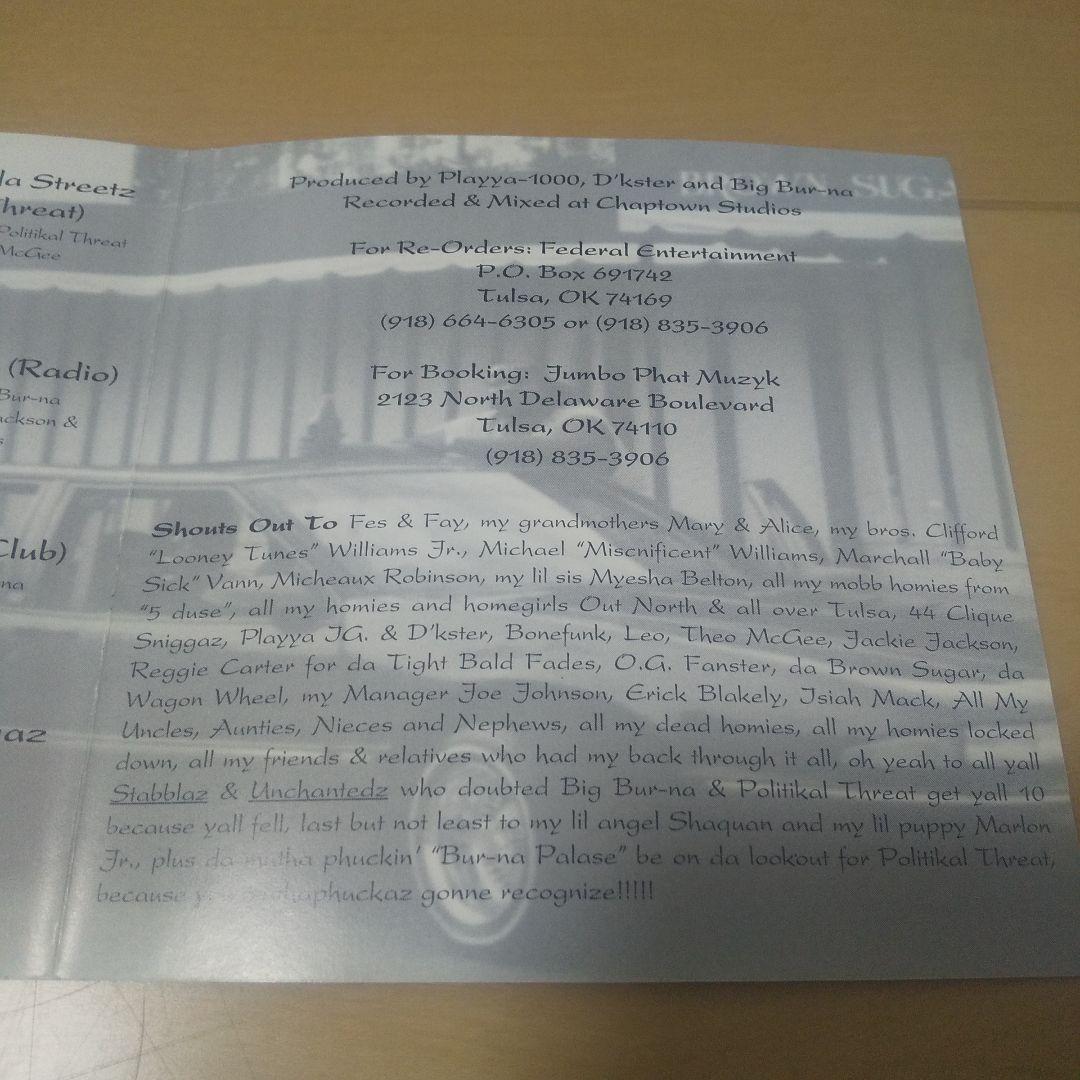 la Streetz
Threat)
Politikal Threat
McGee
(Radio)
Bur-na
ackson &
s
Club)
na
az
Produced by Playya-1000, D'kster and Big Bur-na
Recorded & Mixed at Chaptown Studios
For Re-Orders: Federal Entertainment
P.O. Box 691742
Tulsa, OK 74169
(918) 664-6305 or (918) 835-3906
For Booking: Jumbo Phat Muzyk
2123 North Delaware Boulevard
Tulsa, OK 74110
(918) 835-3906
Shouts Out To Fes & Fay, my grandmothers Mary & Alice, my bros. Clifford
"Looney Tunes" Williams Jr., Michael "Miscnificent" Williams, Marchall "Baby
Sick" Vann, Micheaux Robinson, my lil sis Myesha Belton, all my mobb homies from
"5 duse", all my homies and homegirls Out North & all over Tulsa, 44 Clique
Sniggaz, Playya JG. & D'kster, Bonefunk, Leo, Theo McGee, Jackie Jackson,
Reggie Carter for da Tight Bald Fades, O.G. Fanster, da Brown Sugar, da
Wagon Wheel, my Manager Joe Johnson, Erick Blakely, Isiah Mack, All My
Uncles, Aunties, Nieces and Nephews, all my dead homies, all my homies locked
down, all my friends & relatives who had my back through it all, oh yeah to all yall
Stabblaz & Unchantedz who doubted Big Bur-na & Politikal Threat get yall 10
because yall fell, last but not least to my lil angel Shaquan and my lil puppy Marlon
Jr., plus da mutha phuckin' "Bur-na Palase" be on da lookout for Politikal Threat,
because gonne recognize!!!!!